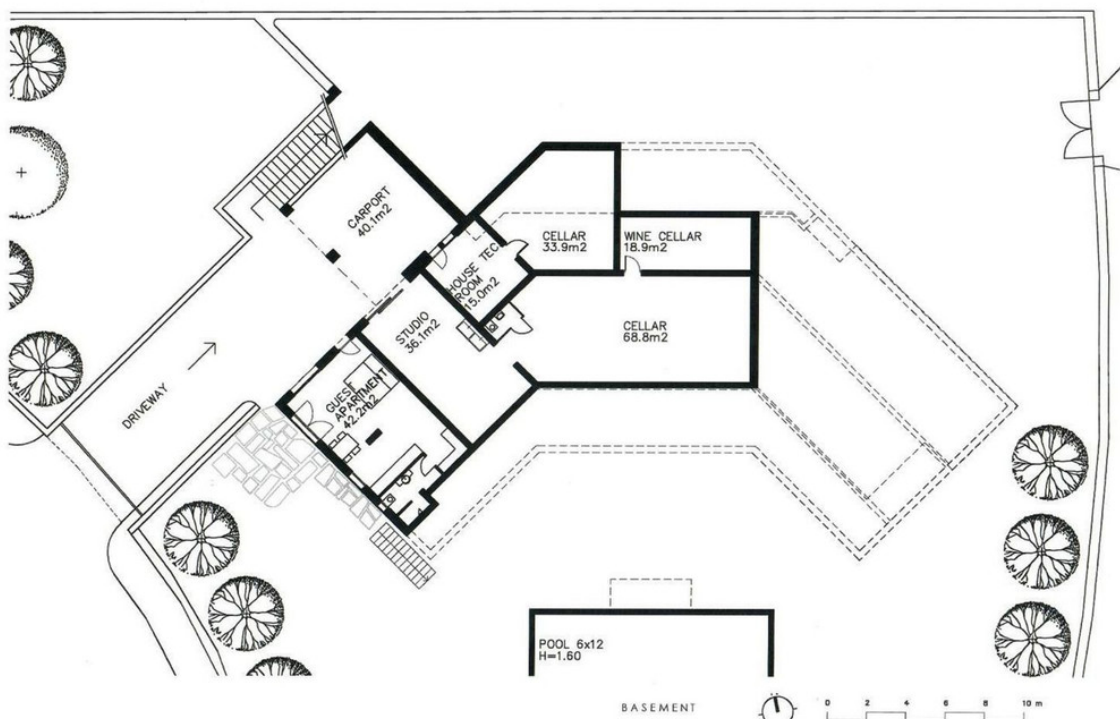 CARPORT
40.1m2
CELLAR
33.9m2
WINE CELLAR
18.9m2
HOUSE TEC
ROOM
15.0m2
STUDIO
36.1m2
CELLAR
68.8m2
GUEST
APARTMENT
42.2m2
DRIVEWAY
POOL 6x12
H=1.60
BASEMENT
0 2 4 6 8 10 m